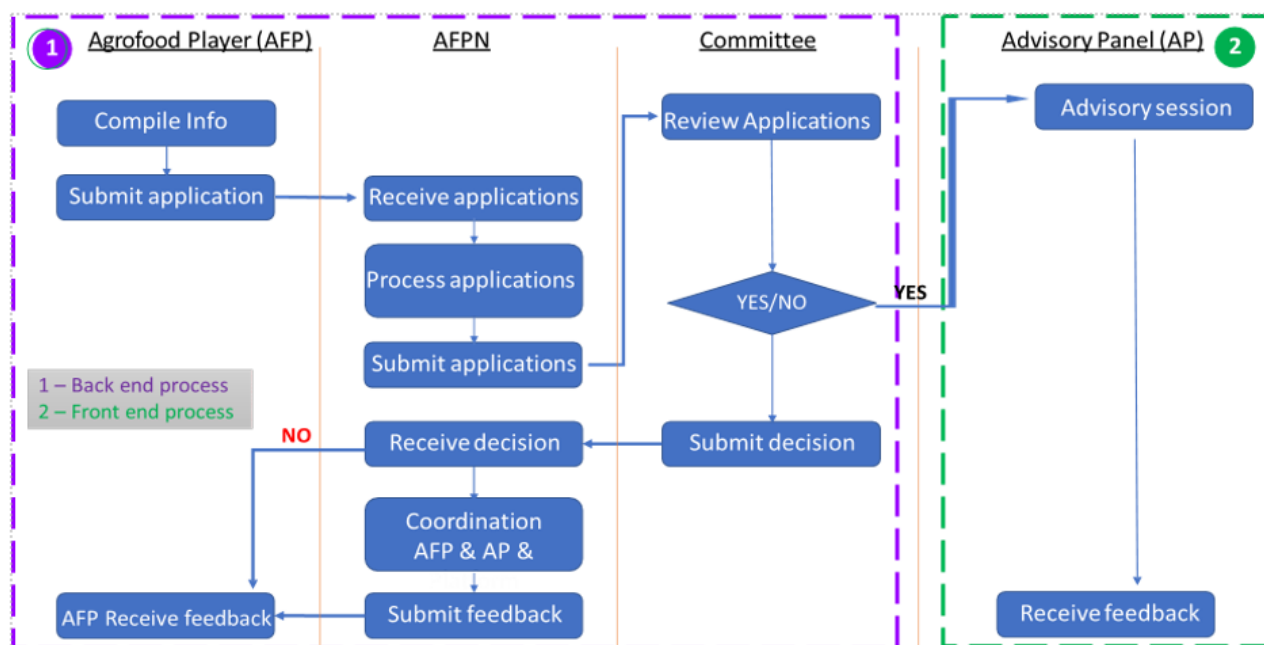 1
Agrofood Player (AFP)
AFPN
Committee
Advisory Panel (AP)
2
Compile Info
Submit application
Receive applications
Process applications
Submit applications
Review Applications
YES/NO
YES
Advisory session
1 – Back end process
2 – Front end process
NO
Receive decision
Submit decision
Coordination
AFP & AP &
AFP Receive feedback
Submit feedback
Receive feedback